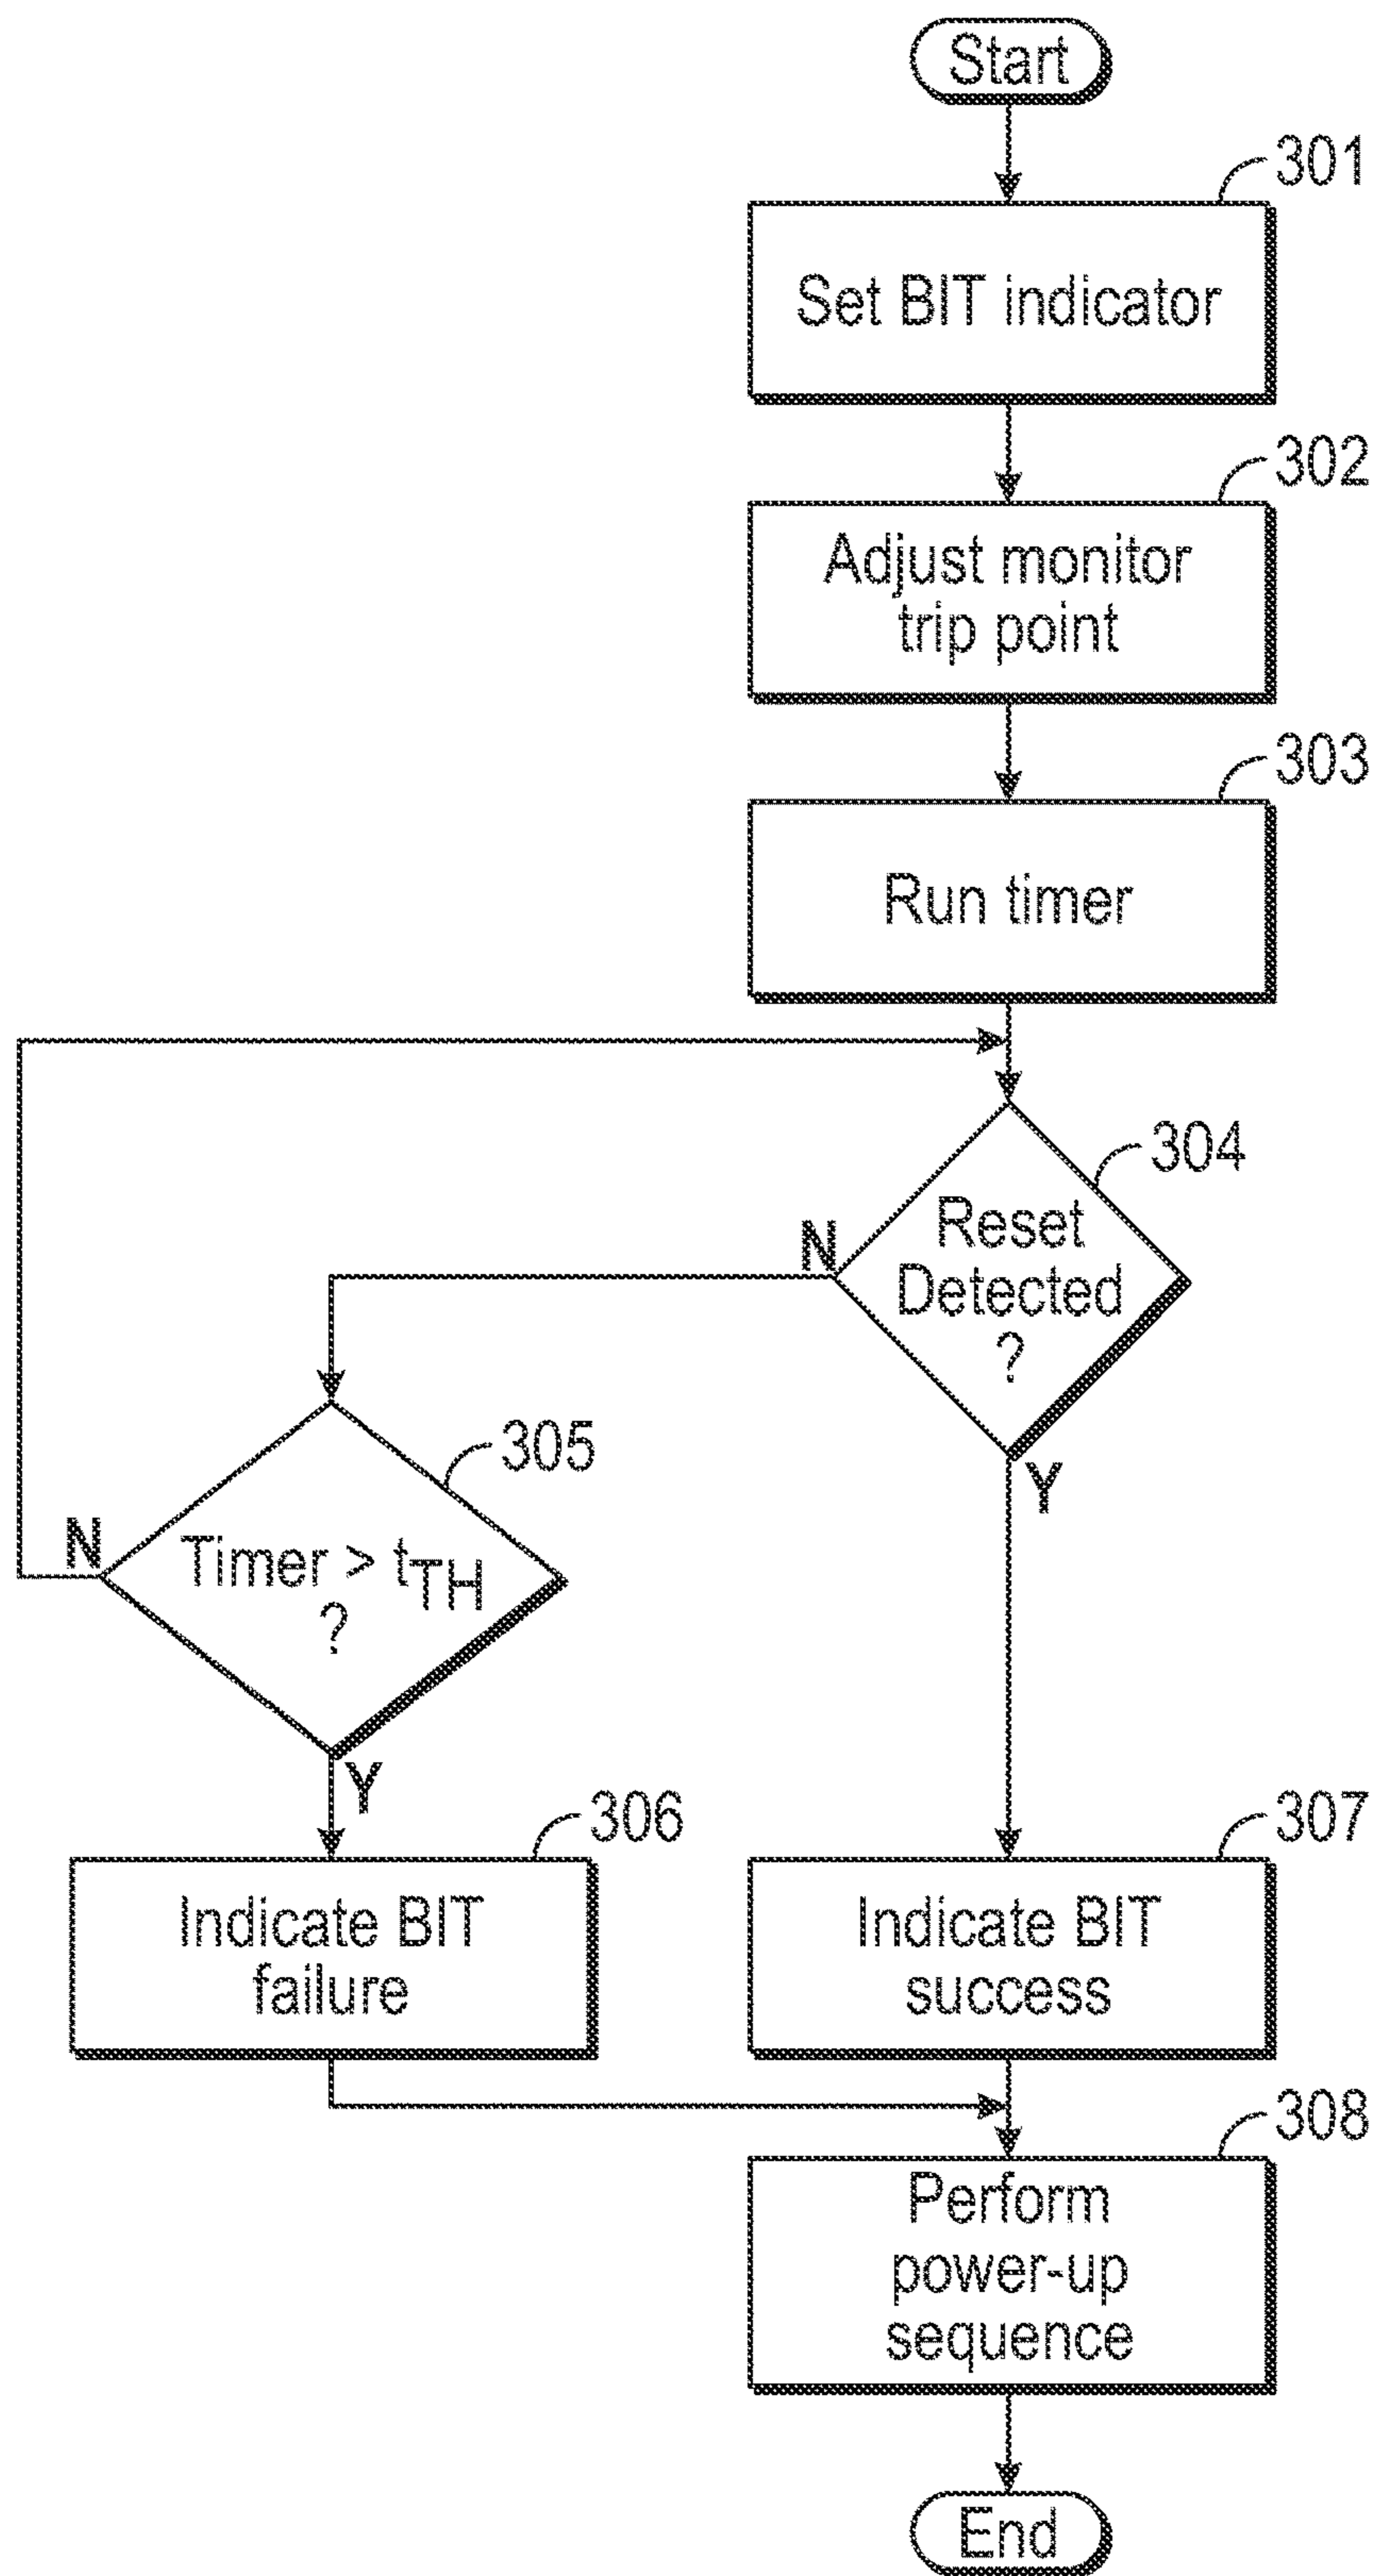 Start
301
Set BIT indicator
302
Adjust monitor
trip point
303
Run timer
304
Reset
Detected
?
N
Y
305
Timer > tTH
?
N
Y
306
Indicate BIT
failure
307
Indicate BIT
success
308
Perform
power-up
sequence
End